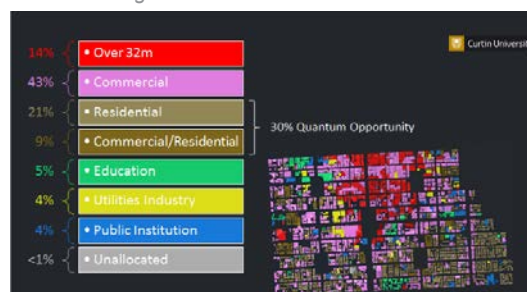 14% • Over 32m
43% • Commercial
21% • Residential
9% • Commercial/Residential
5% • Education
4% • Utilities Industry
4% • Public Institution
<1% • Unallocated
30% Quantum Opportunity
Curtin Universit